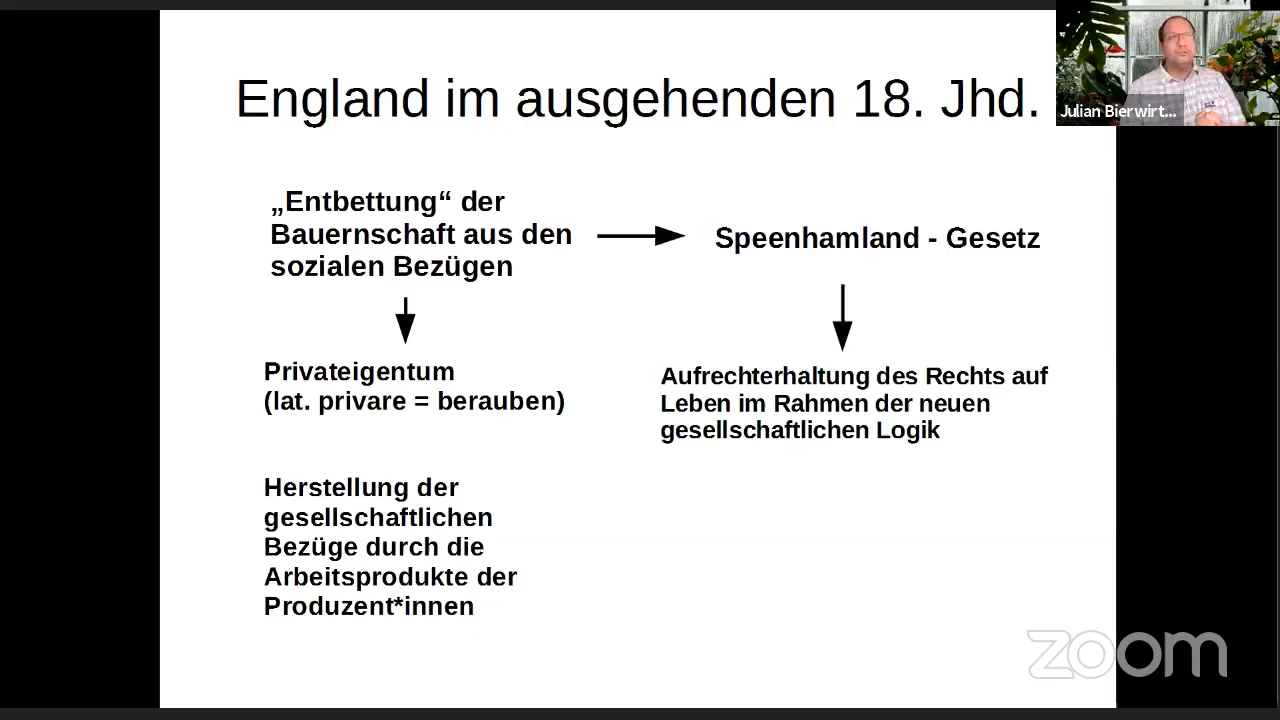 England im ausgehenden 18. Jhd.
Julian Bierwirt...
„Entbettung“ der
Bauernschaft aus den
sozialen Bezügen
Speenhamland - Gesetz
Privateigentum
(lat. privare = berauben)
Aufrechterhaltung des Rechts auf
Leben im Rahmen der neuen
gesellschaftlichen Logik
Herstellung der
gesellschaftlichen
Bezüge durch die
Arbeitsprodukte der
Produzent*innen
zoom